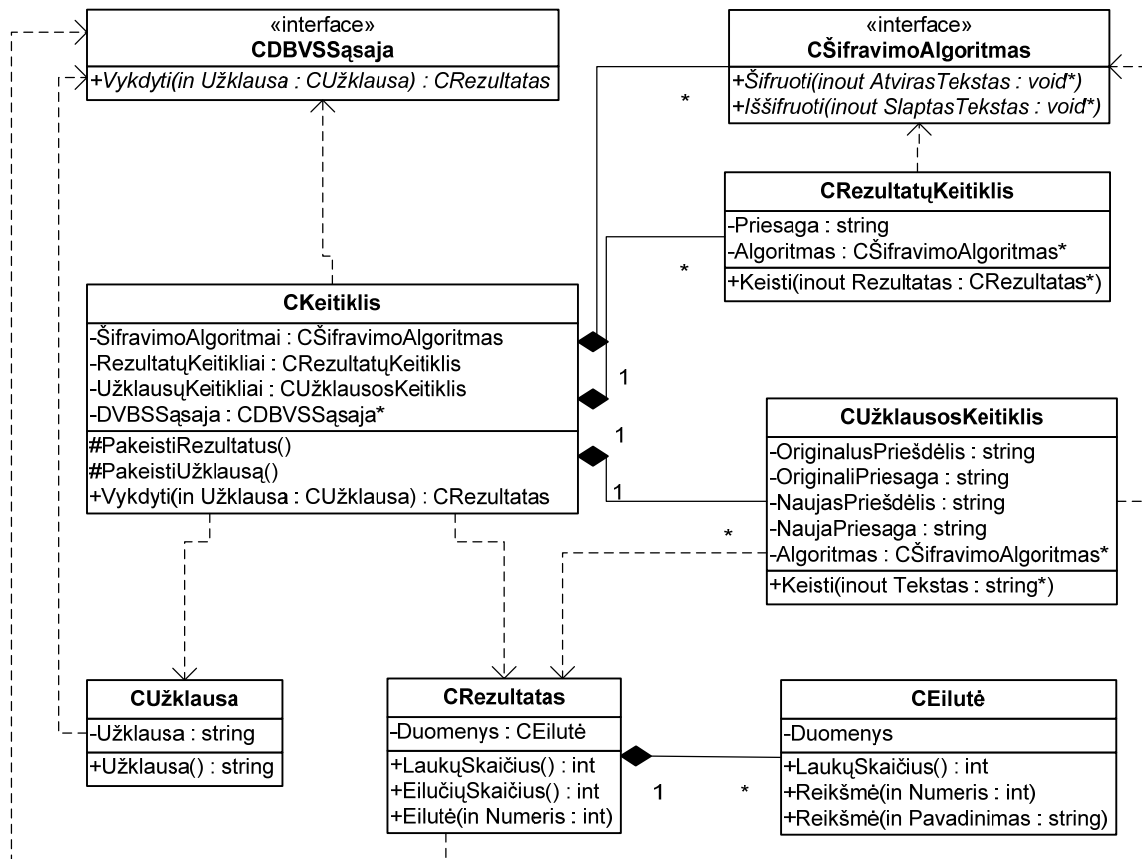 «interface»
CDBVSSąsaja
+Vykdyti(in Užklausa : CUžklausa) : CRezultatas
«interface»
CŠifravimoAlgoritmas
+Šifruoti(inout AtvirasTekstas : void*)
+Iššifruoti(inout SlaptasTekstas : void*)
*
CRezultatųKeitiklis
-Priesaga : string
-Algoritmas : CŠifravimoAlgoritmas*
+Keisti(inout Rezultatas : CRezultatas*)
*
CKeitiklis
-ŠifravimoAlgoritmai : CŠifravimoAlgoritmas
-RezultatųKeitikliai : CRezultatųKeitiklis
-UžklausųKeitikliai : CUžklausosKeitiklis
-DVBSSąsaja : CDBVSSąsaja*
#PakeistiRezultatus()
#PakeistiUžklausą()
+Vykdyti(in Užklausa : CUžklausa) : CRezultatas
1
1
1
CUžklausosKeitiklis
-OriginalusPriešdėlis : string
-OriginaliPriesaga : string
-NaujasPriešdėlis : string
-NaujaPriesaga : string
-Algoritmas : CŠifravimoAlgoritmas*
+Keisti(inout Tekstas : string*)
*
CUžklausa
-Užklausa : string
+Užklausa() : string
CRezultatas
-Duomenys : CEilutė
+LaukųSkaičius() : int
+EilučiųSkaičius() : int
+Eilutė(in Numeris : int)
1
*
CEilutė
-Duomenys
+LaukųSkaičius() : int
+Reikšmė(in Numeris : int)
+Reikšmė(in Pavadinimas : string)